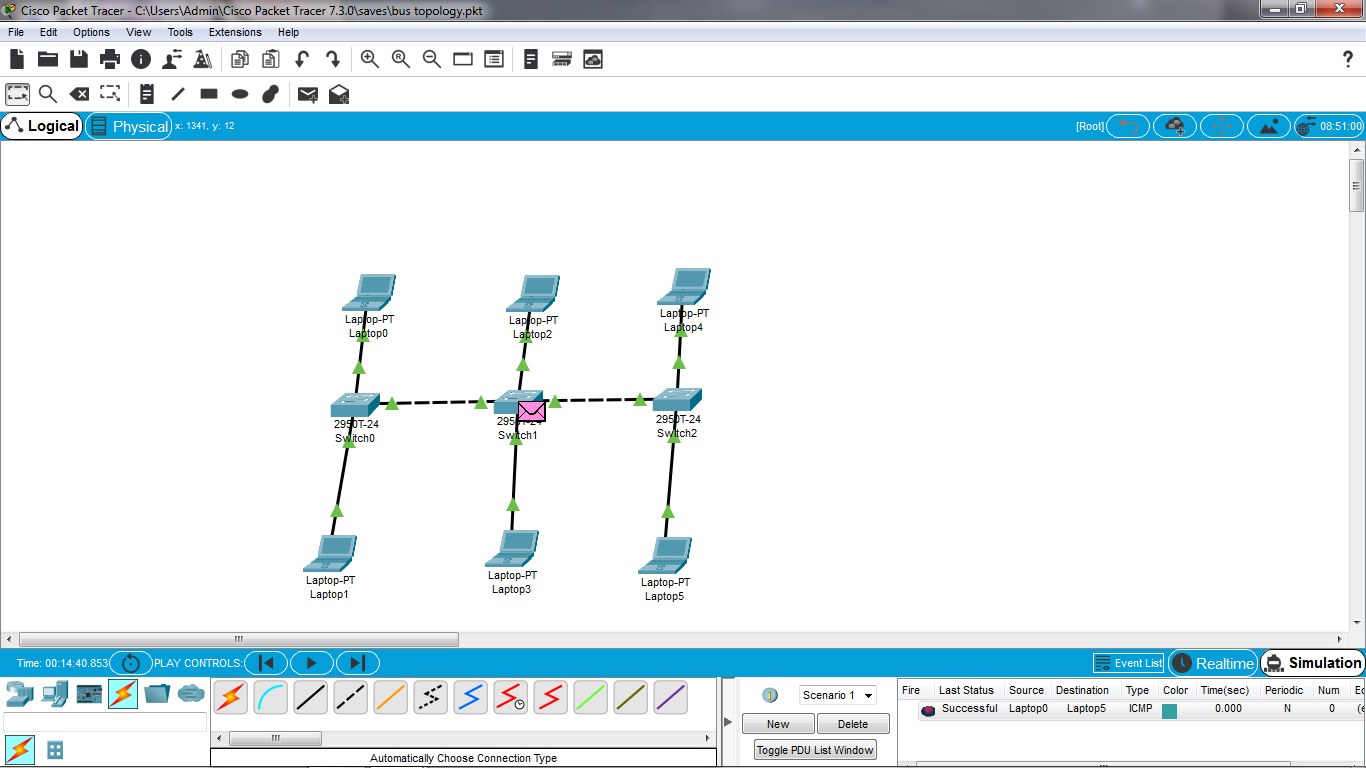 Cisco Packet Tracer - C:\Users\Admin\Cisco Packet Tracer 7.3.0\saves\bus topology.pkt
File Edit Options View Tools Extensions Help
Logical Physical x: 1341, y: 12 [Root] 08:51:00
Laptop-PT
Laptop0
Laptop-PT
Laptop2
Laptop-PT
Laptop4
2950T-24
Switch0
2950T-24
Switch1
2950T-24
Switch2
Laptop-PT
Laptop1
Laptop-PT
Laptop3
Laptop-PT
Laptop5
Time: 00:14:40.853 PLAY CONTROLS: Event List Realtime Simulation
Scenario 1
New Delete
Toggle PDU List Window
Fire Last Status Source Destination Type Color Time(sec) Periodic Num
Successful Laptop0 Laptop5 ICMP 0.000 N 0
Automatically Choose Connection Type